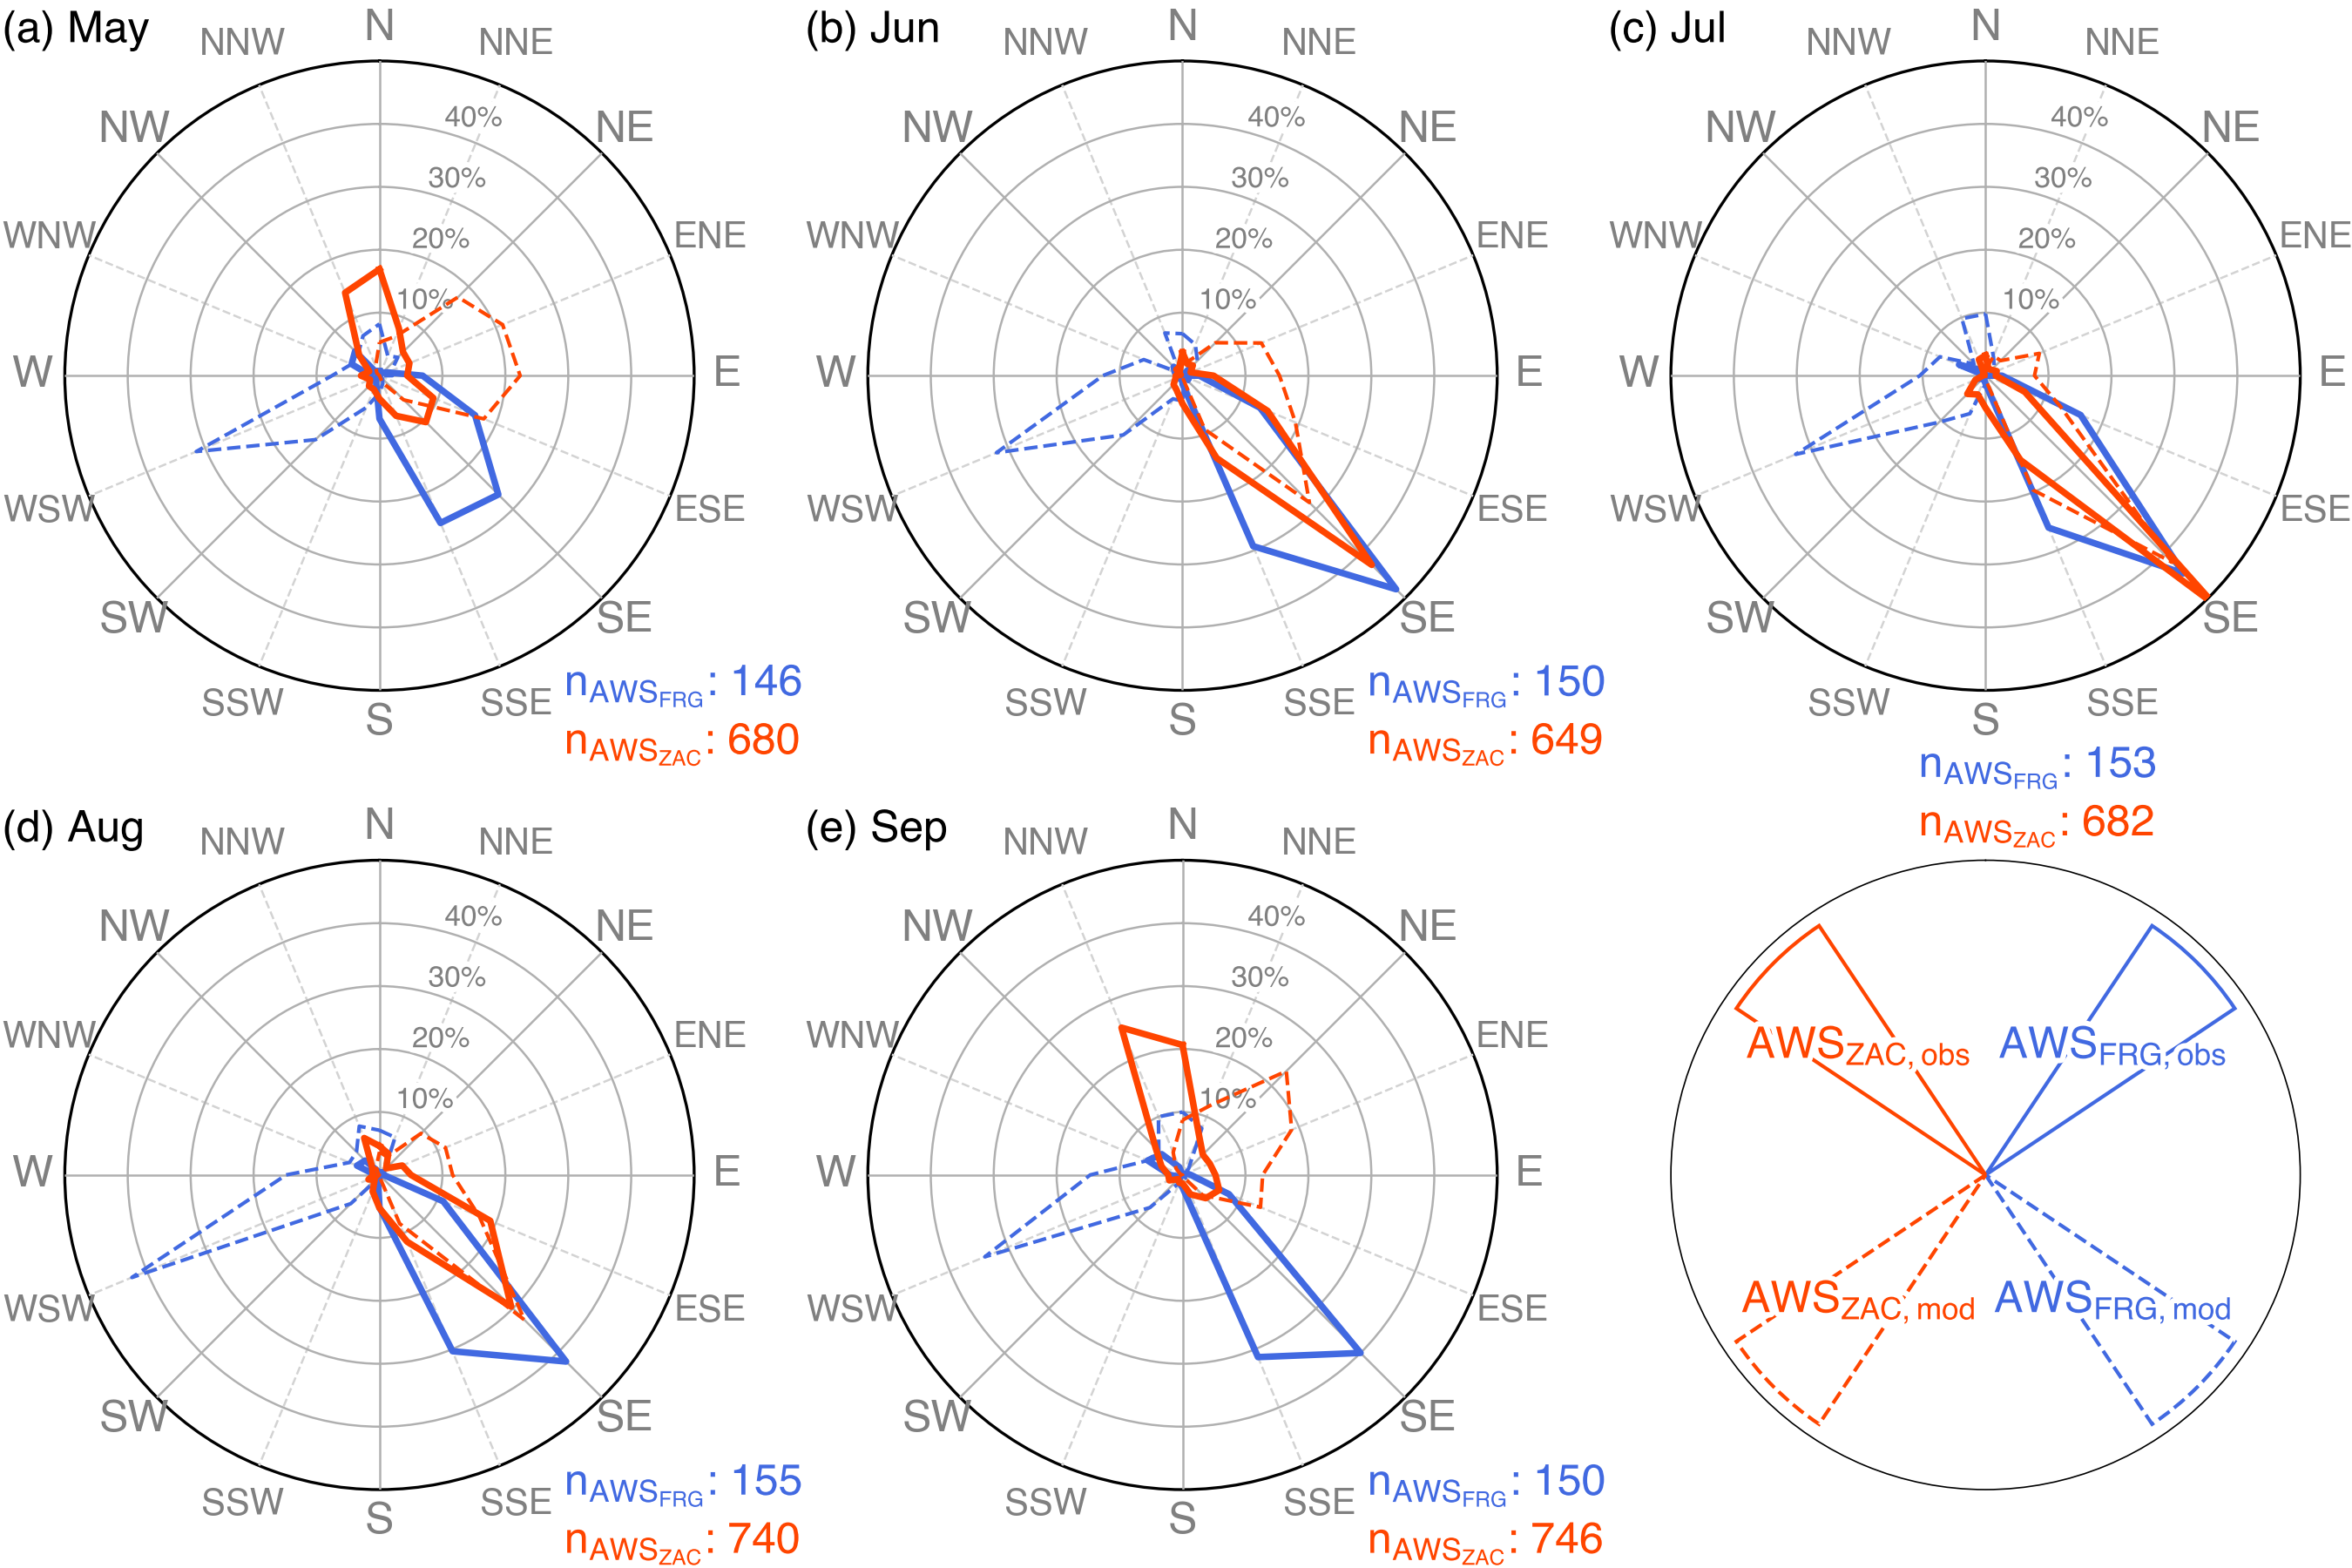 (a) May
N
NNE
NE
ENE
E
ESE
SE
SSE
S
SSW
SW
WSW
W
WNW
NW
NNW
40%
30%
20%
10%
nAWSFRG: 146
nAWSZAC: 680
(b) Jun
N
NNE
NE
ENE
E
ESE
SE
SSE
S
SSW
SW
WSW
W
WNW
NW
NNW
40%
30%
20%
10%
nAWSFRG: 150
nAWSZAC: 649
(c) Jul
N
NNE
NE
ENE
E
ESE
SE
SSE
S
SSW
SW
WSW
W
WNW
NW
NNW
40%
30%
20%
10%
nAWSFRG: 153
nAWSZAC: 682
(d) Aug
N
NNE
NE
ENE
E
ESE
SE
SSE
S
SSW
SW
WSW
W
WNW
NW
NNW
40%
30%
20%
10%
nAWSFRG: 155
nAWSZAC: 740
(e) Sep
N
NNE
NE
ENE
E
ESE
SE
SSE
S
SSW
SW
WSW
W
WNW
NW
NNW
40%
30%
20%
10%
nAWSFRG: 150
nAWSZAC: 746
AWSZAC, obs
AWSFRG, obs
AWSZAC, mod
AWSFRG, mod